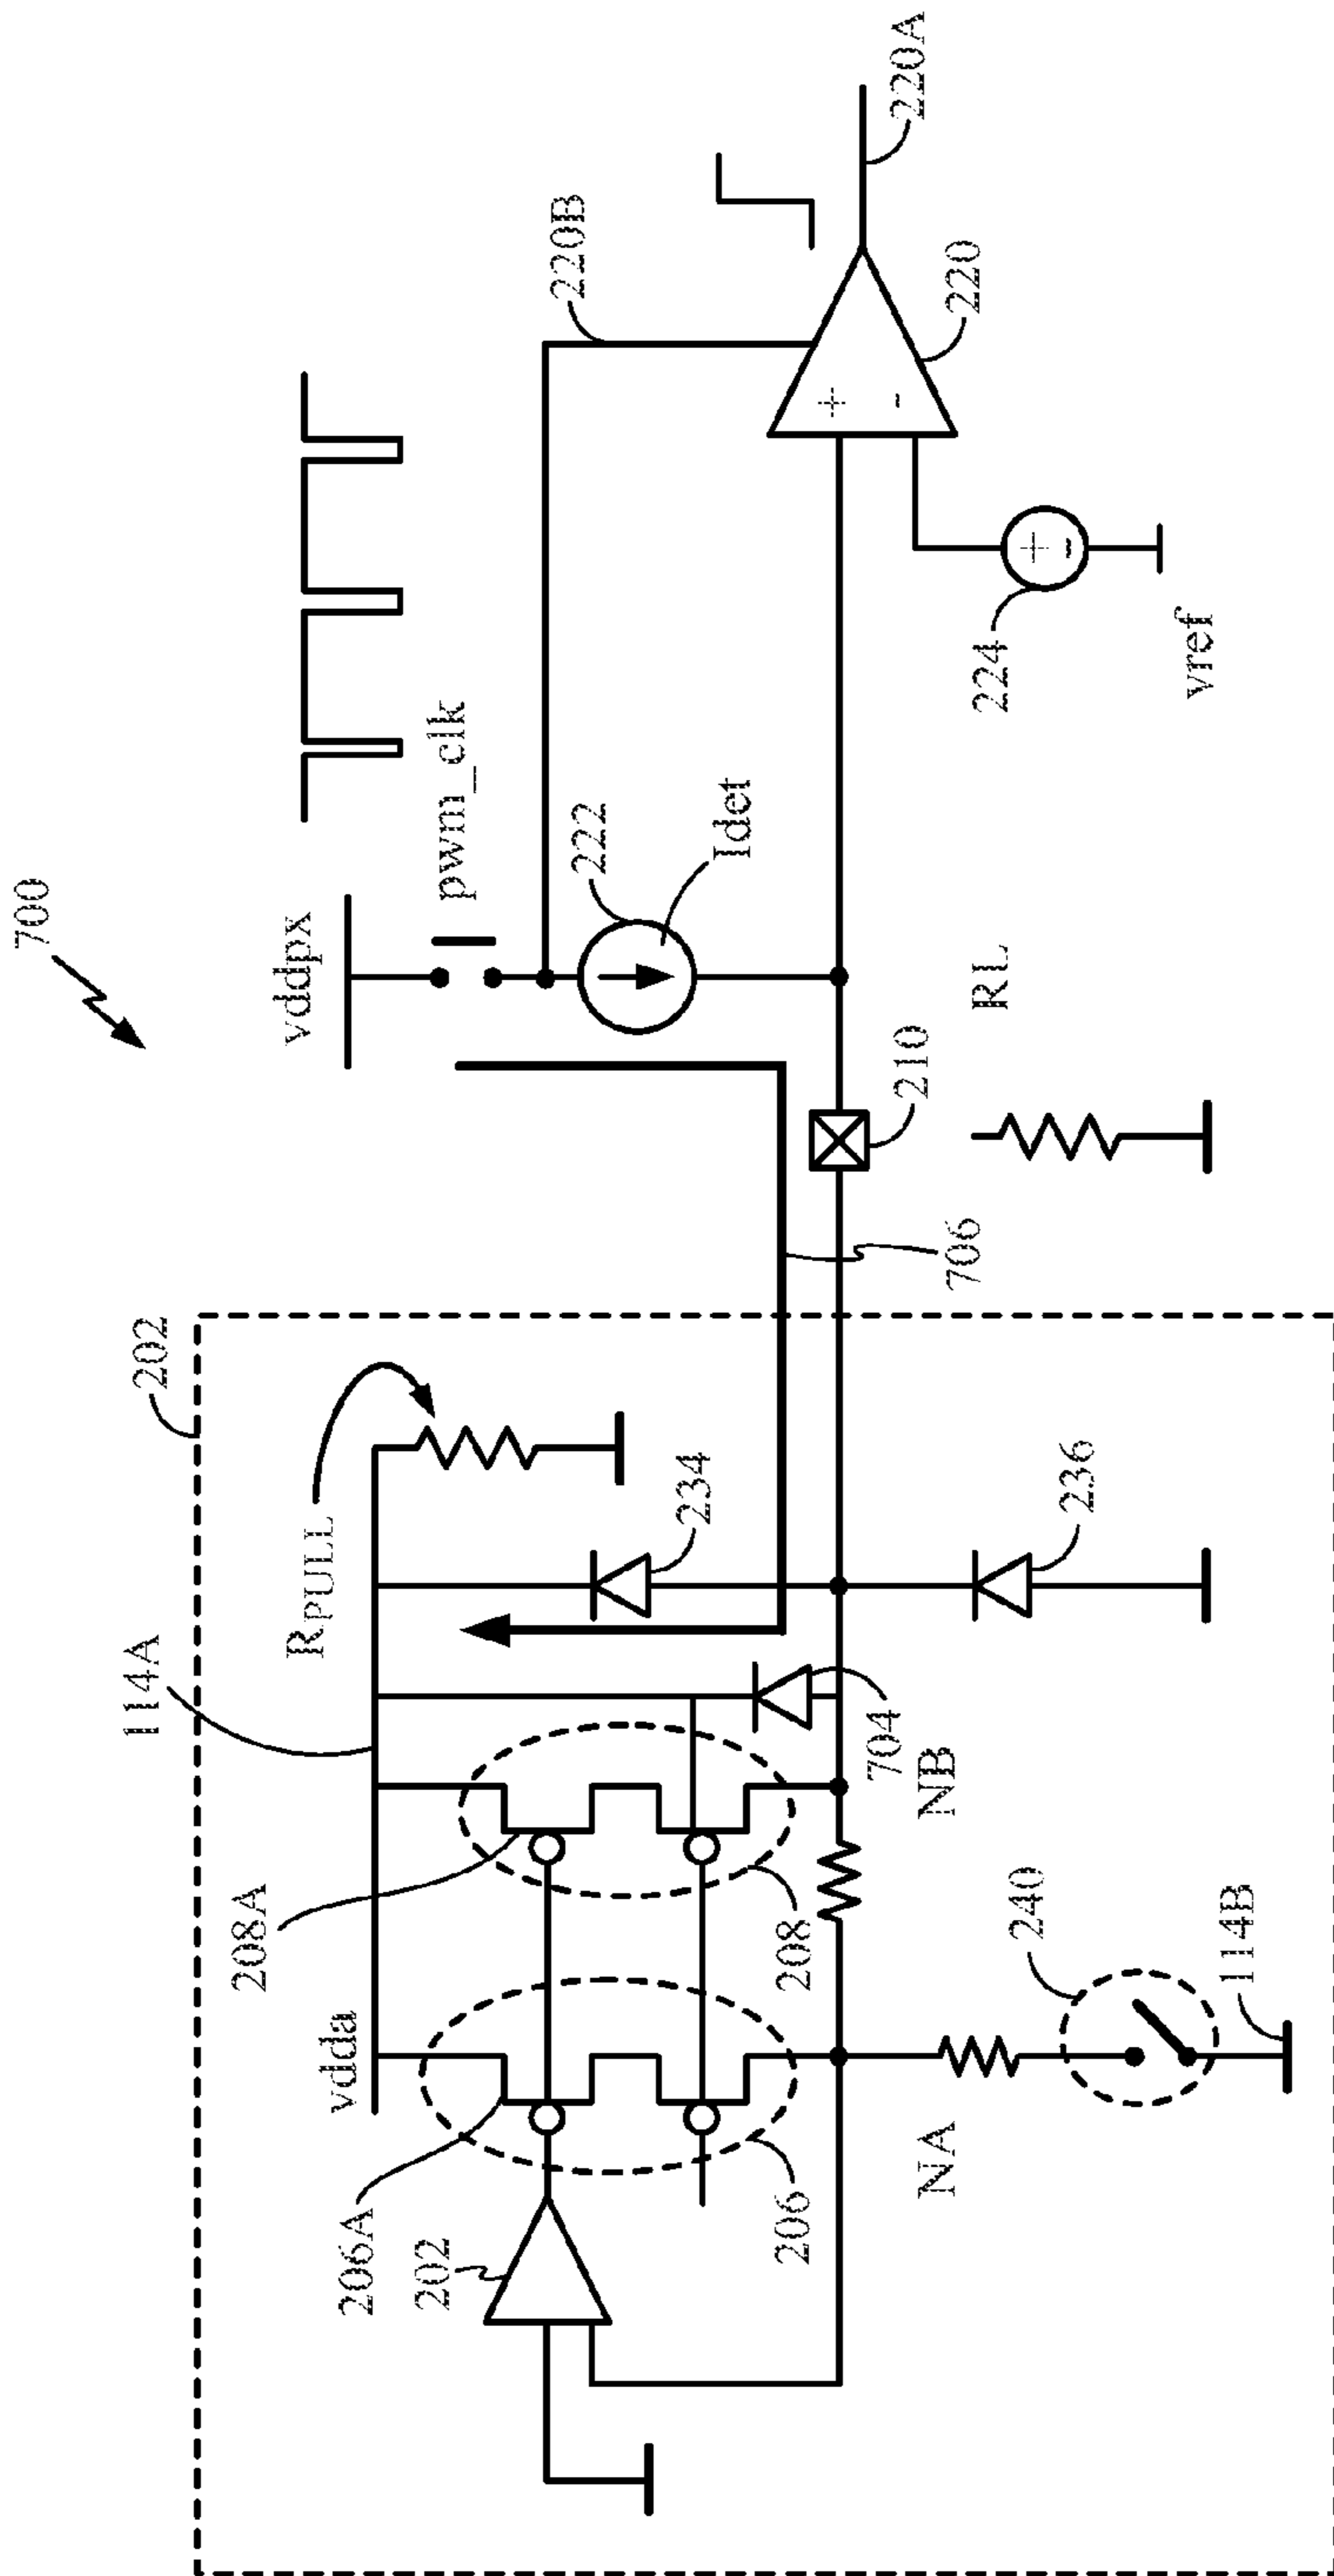 700
202
114A
RPULL
vddpx
pwm_clk
222
Idet
220B
220A
220
+
-
224
+
-
vref
vdda
208A
206A
202
206
208
704
234
236
706
210
RL
NB
NA
240
114B